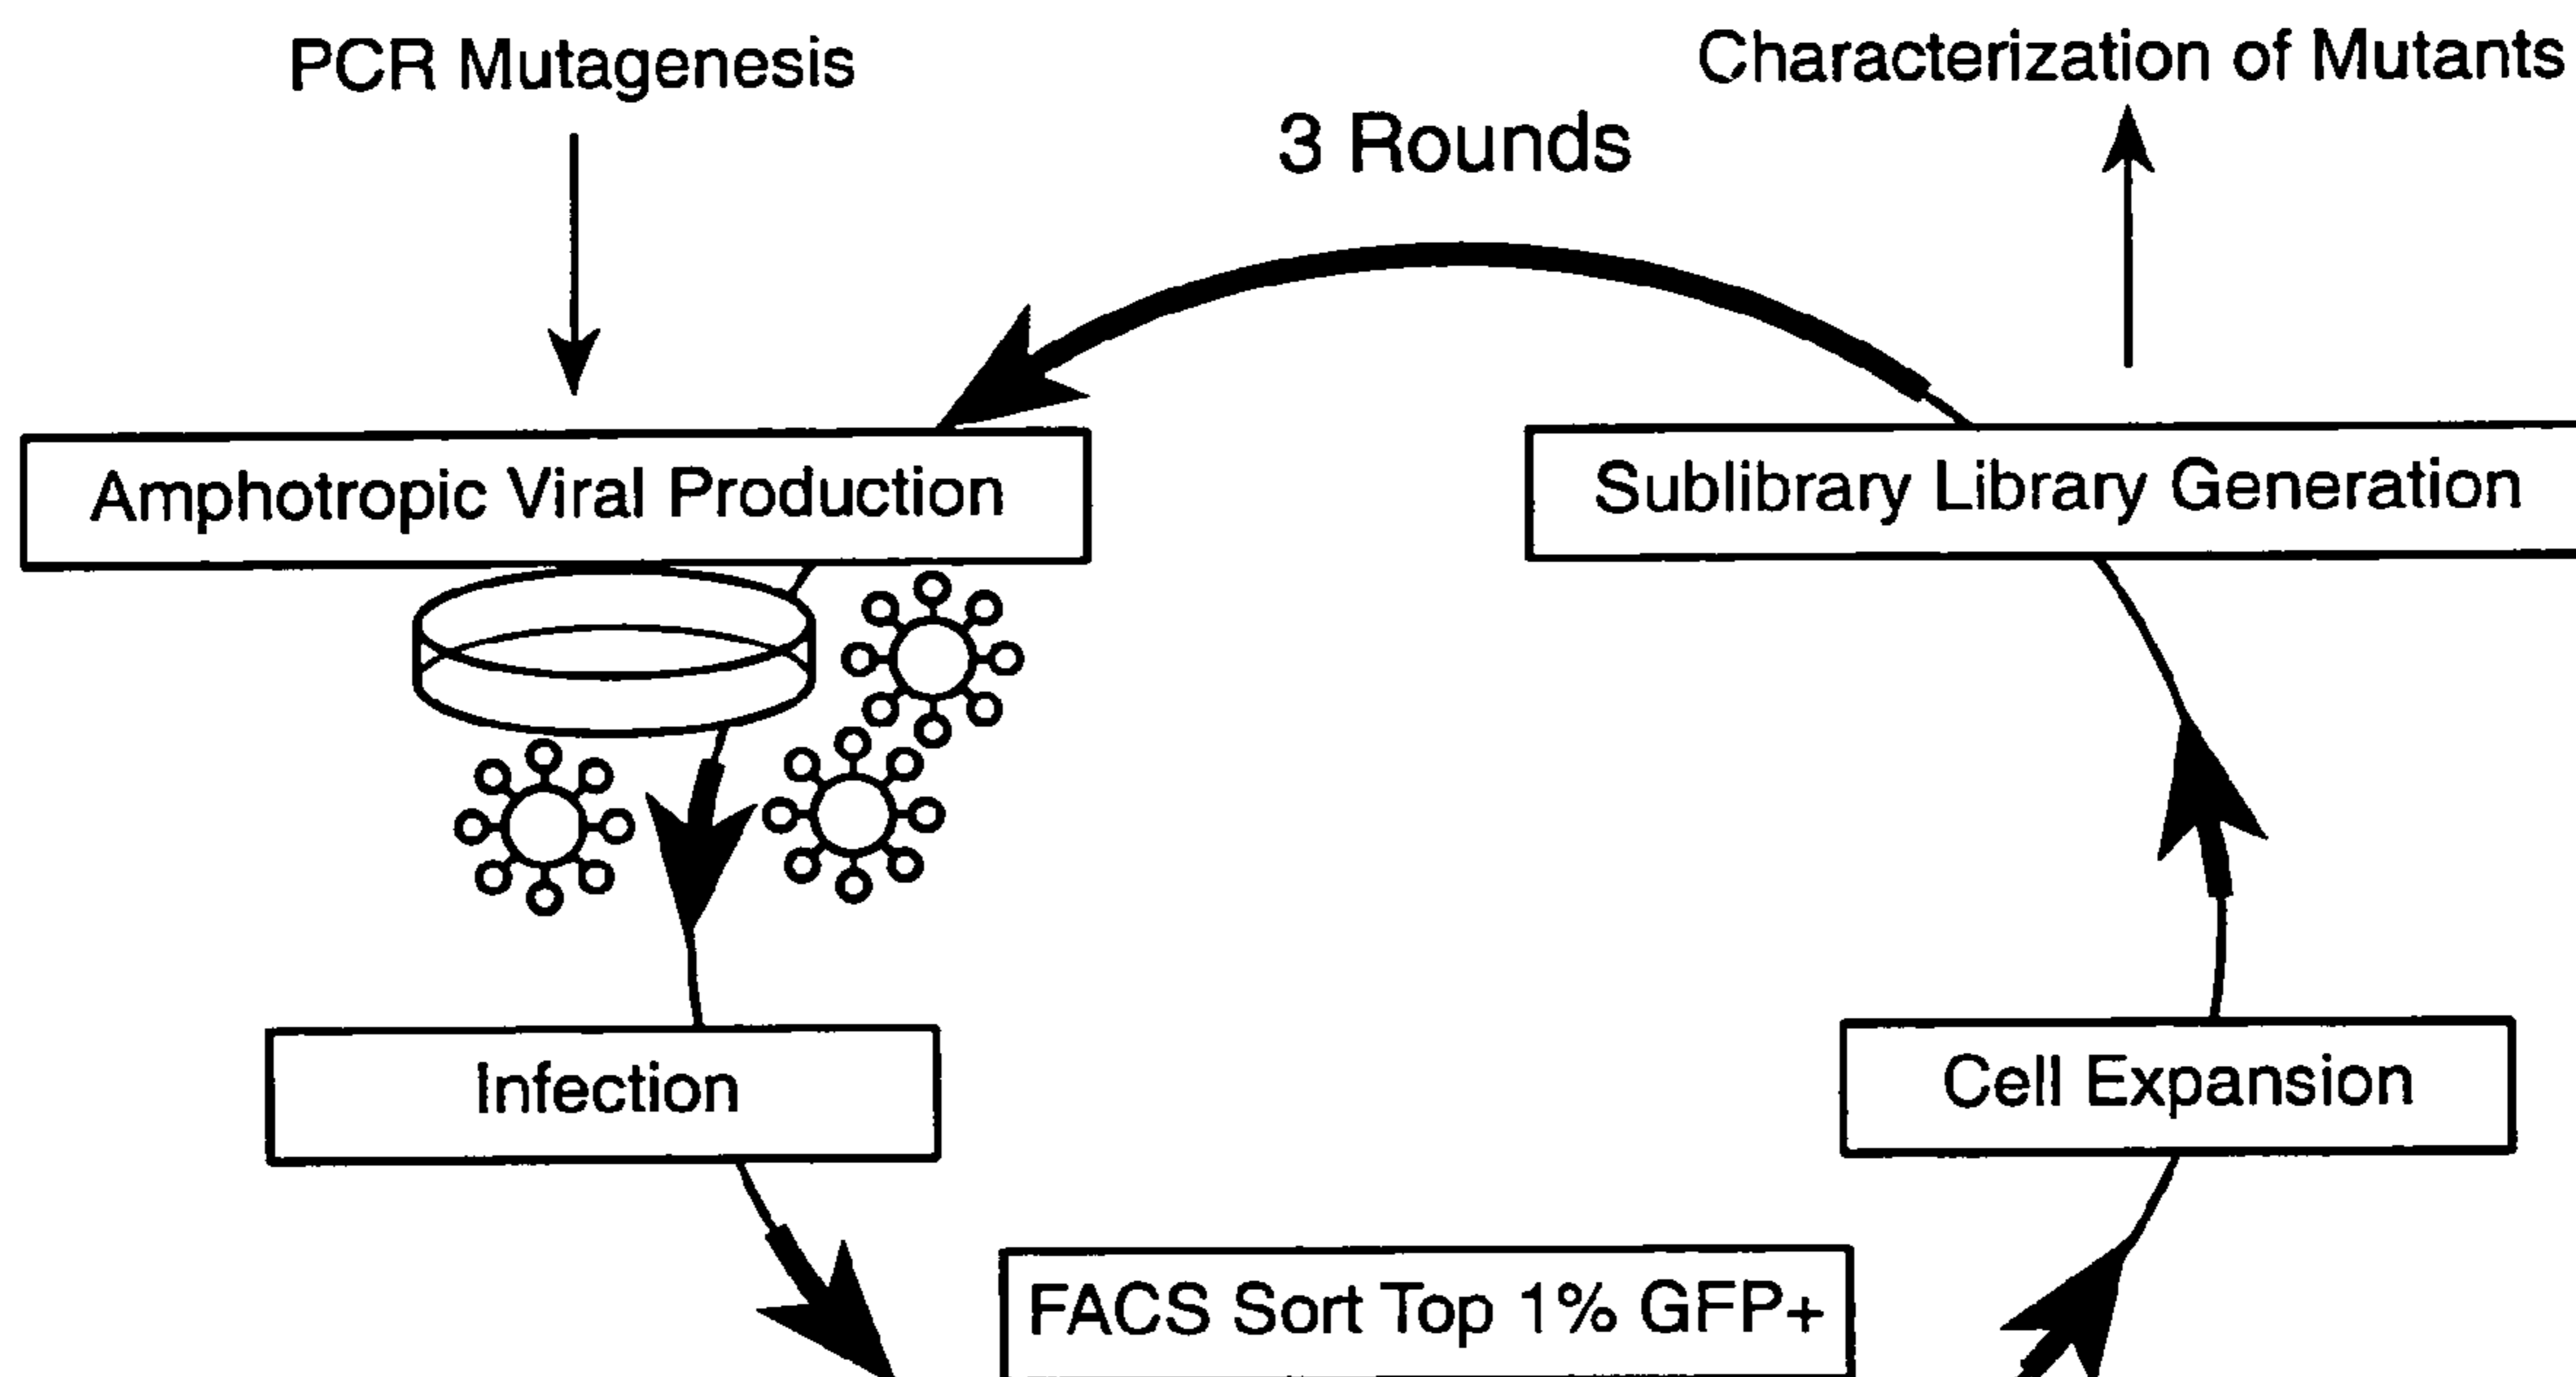 PCR Mutagenesis
Characterization of Mutants
3 Rounds
Amphotropic Viral Production
Sublibrary Library Generation
Infection
Cell Expansion
FACS Sort Top 1% GFP+